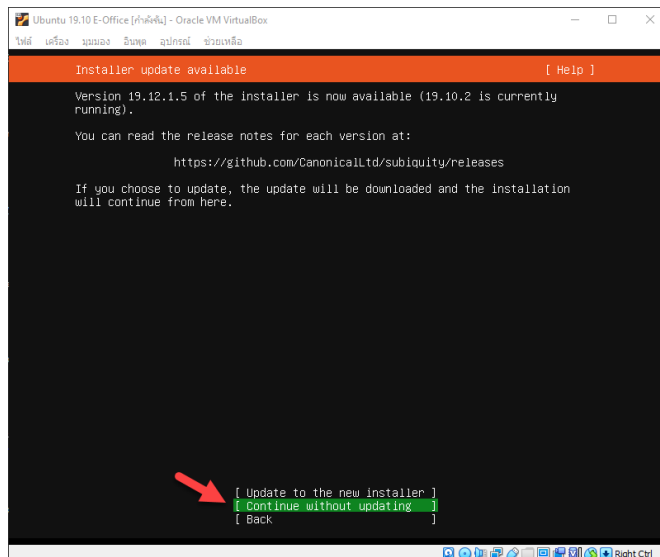 Ubuntu 19.10 E-Office [กำลังรัน] - Oracle VM VirtualBox
ไฟล์ เครื่อง มุมมอง อินพุต อุปกรณ์ ช่วยเหลือ
Installer update available [ Help ]
Version 19.12.1.5 of the installer is now available (19.10.2 is currently
running).
You can read the release notes for each version at:
https://github.com/CanonicalLtd/subiquity/releases
If you choose to update, the update will be downloaded and the installation
will continue from here.
[ Update to the new installer ]
[ Continue without updating ]
[ Back ]
Right Ctrl